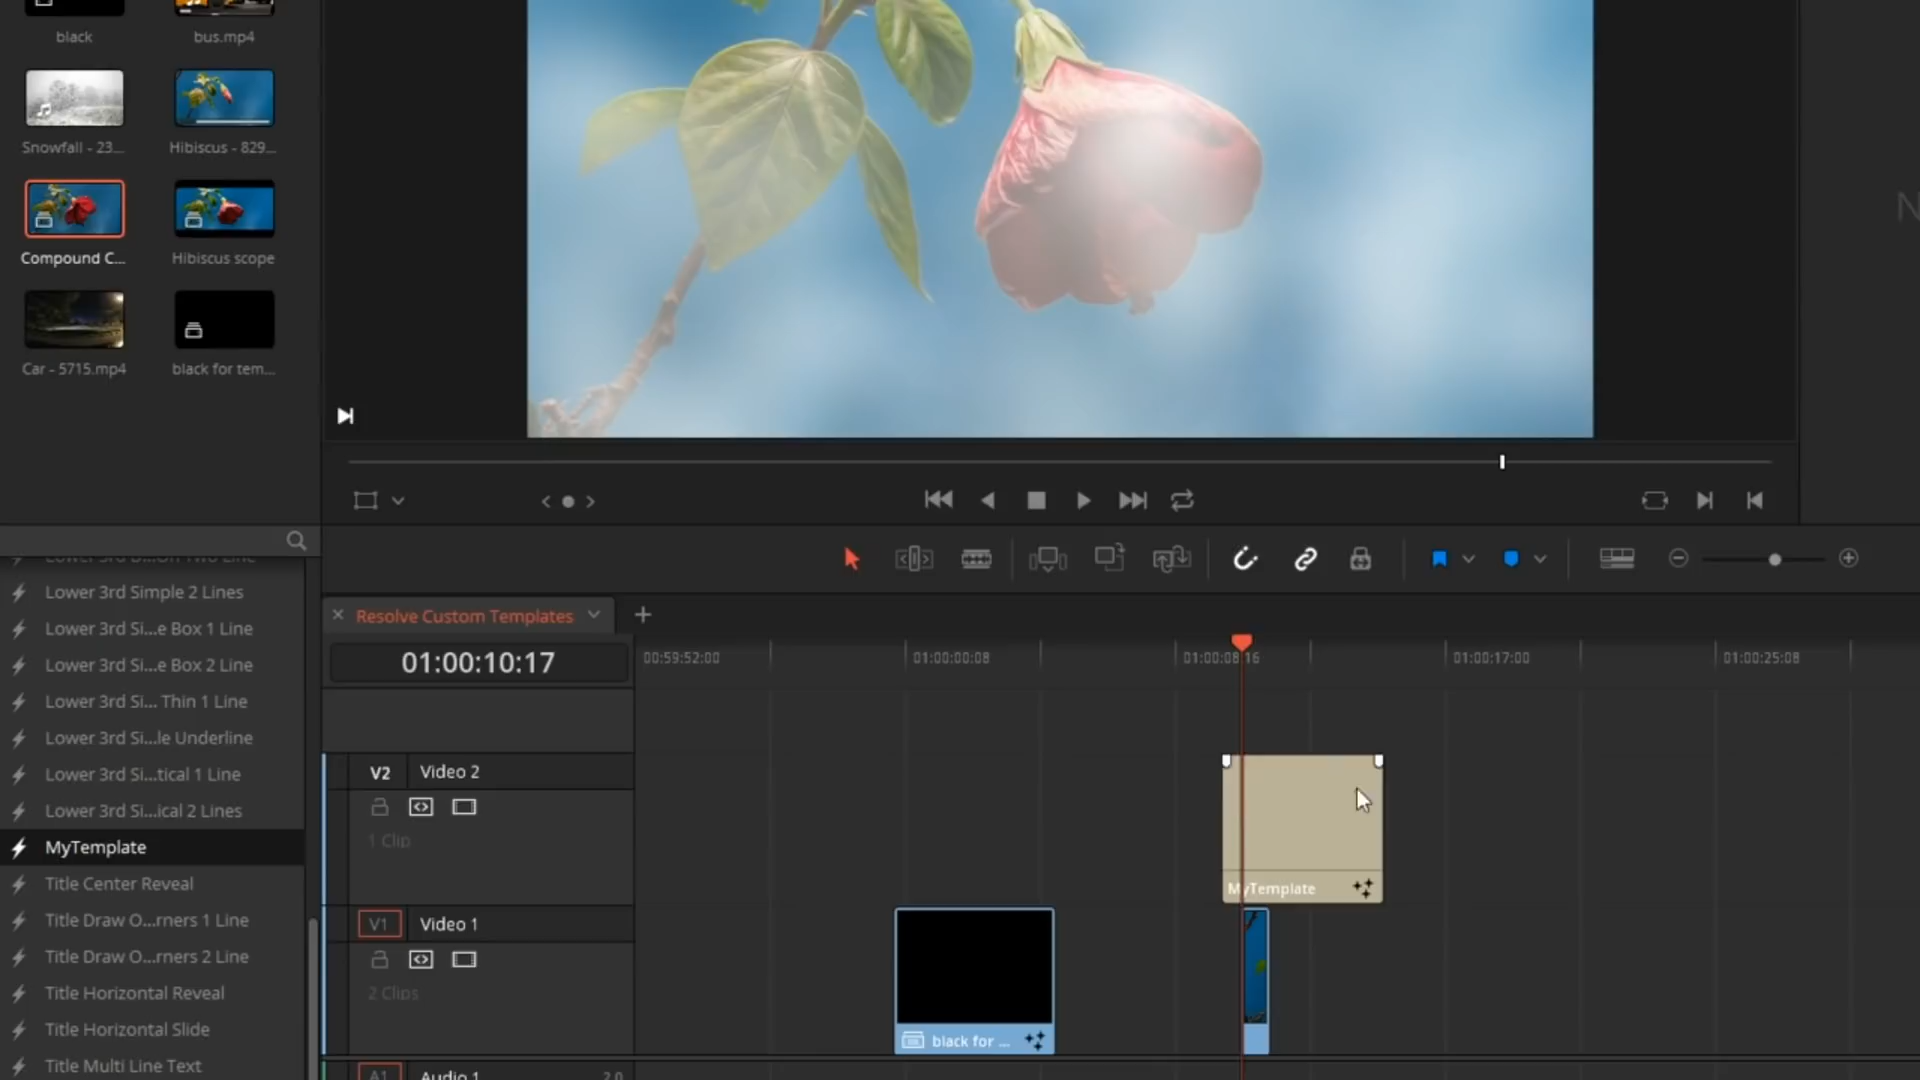 black
bus.mp4
Snowfall - 23...
Hibiscus - 829...
Compound C...
Hibiscus scope
Car - 5715.mp4
black for tem...
N
Lower 3rd Simple 2 Lines
Lower 3rd Si...e Box 1 Line
Lower 3rd Si...e Box 2 Line
Lower 3rd Si... Thin 1 Line
Lower 3rd Si...le Underline
Lower 3rd Si...tical 1 Line
Lower 3rd Si...ical 2 Lines
MyTemplate
Title Center Reveal
Title Draw O...rners 1 Line
Title Draw O...rners 2 Line
Title Horizontal Reveal
Title Horizontal Slide
Title Multi Line Text
Resolve Custom Templates
01:00:10:17
00:59:52:00
01:00:00:08
01:00:08:16
01:00:17:00
01:00:25:08
V2 Video 2
1 Clip
MyTemplate
V1 Video 1
2 Clips
black for ...
A1 Audio 1 2.0